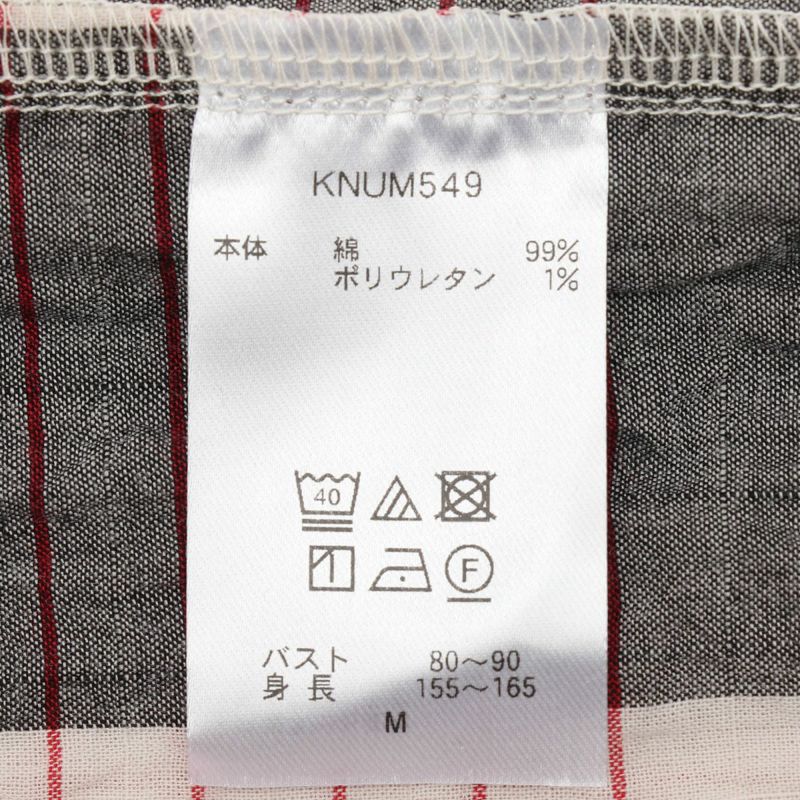 KNUM549
本体 綿 99%
ポリウレタン 1%
40
F
バスト 80～90
身長 155～165
M